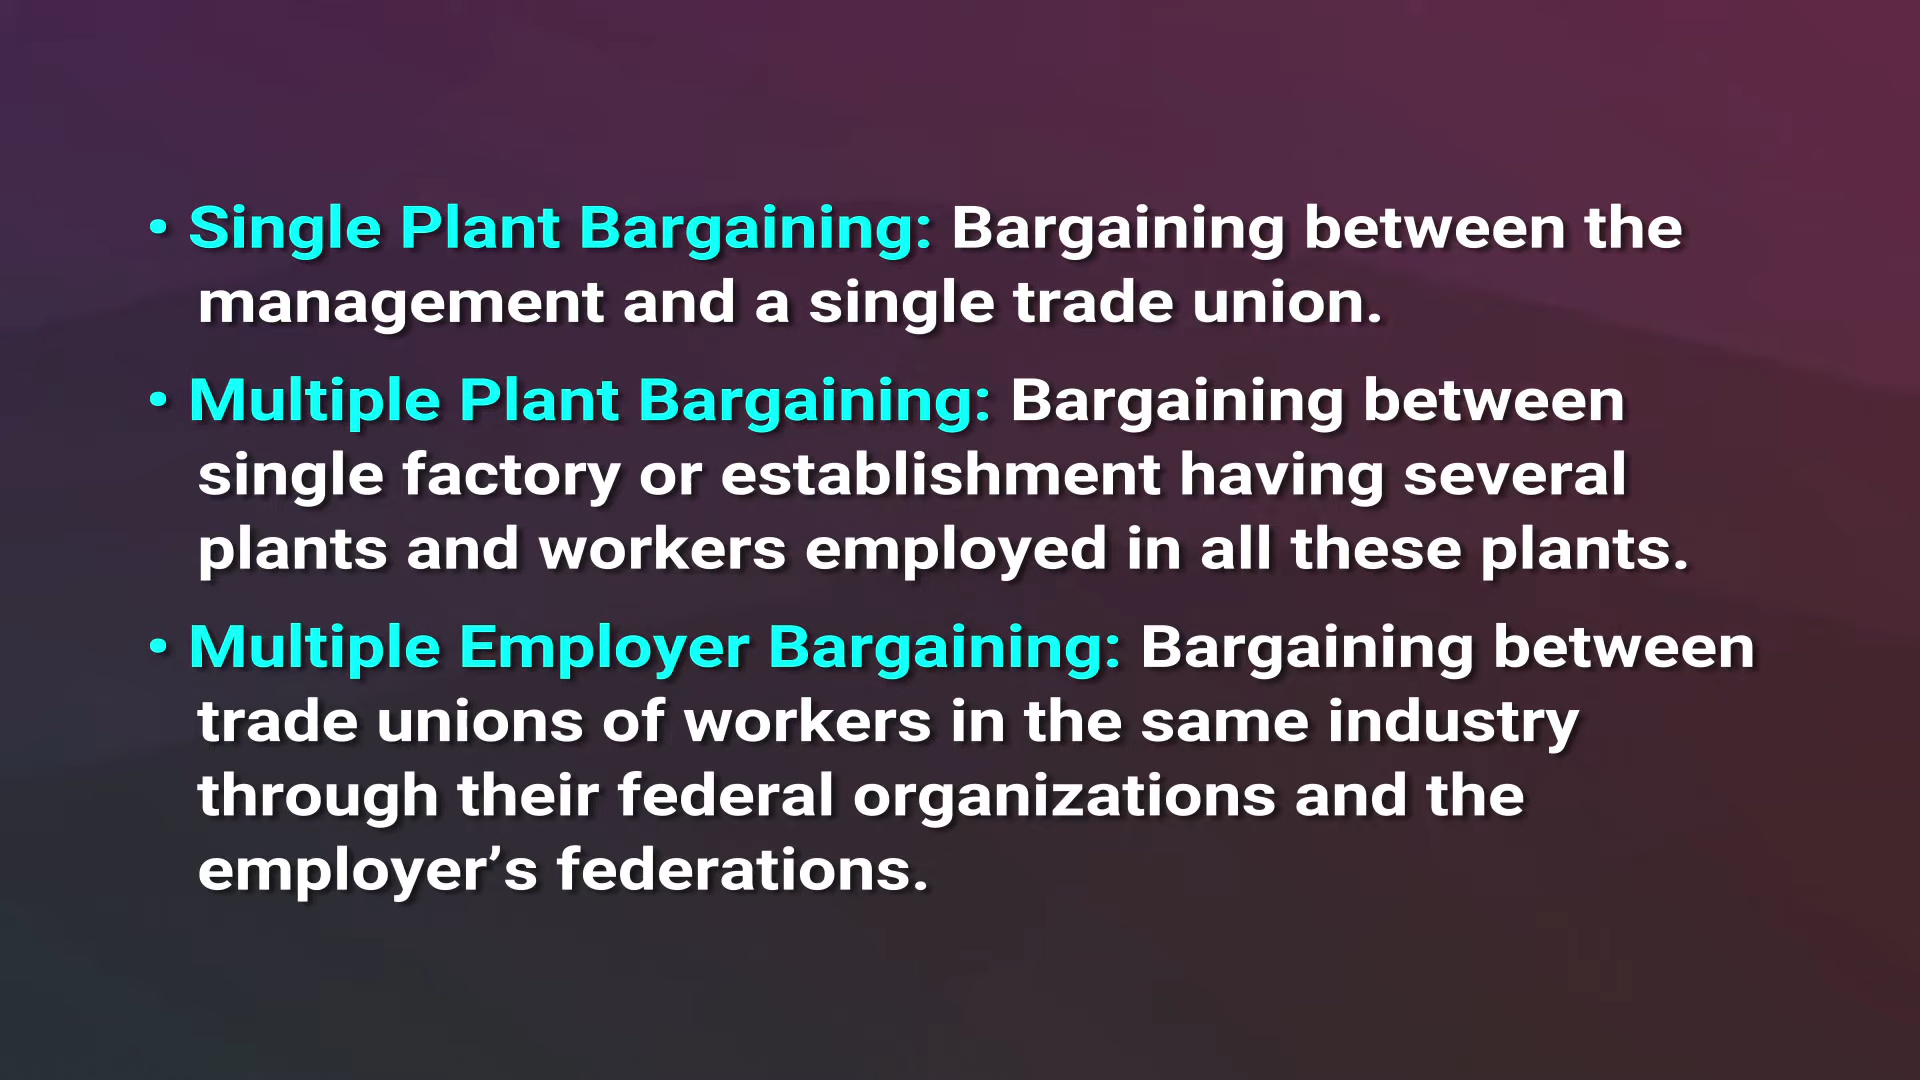 • Single Plant Bargaining: Bargaining between the
management and a single trade union.
• Multiple Plant Bargaining: Bargaining between
single factory or establishment having several
plants and workers employed in all these plants.
• Multiple Employer Bargaining: Bargaining between
trade unions of workers in the same industry
through their federal organizations and the
employer’s federations.